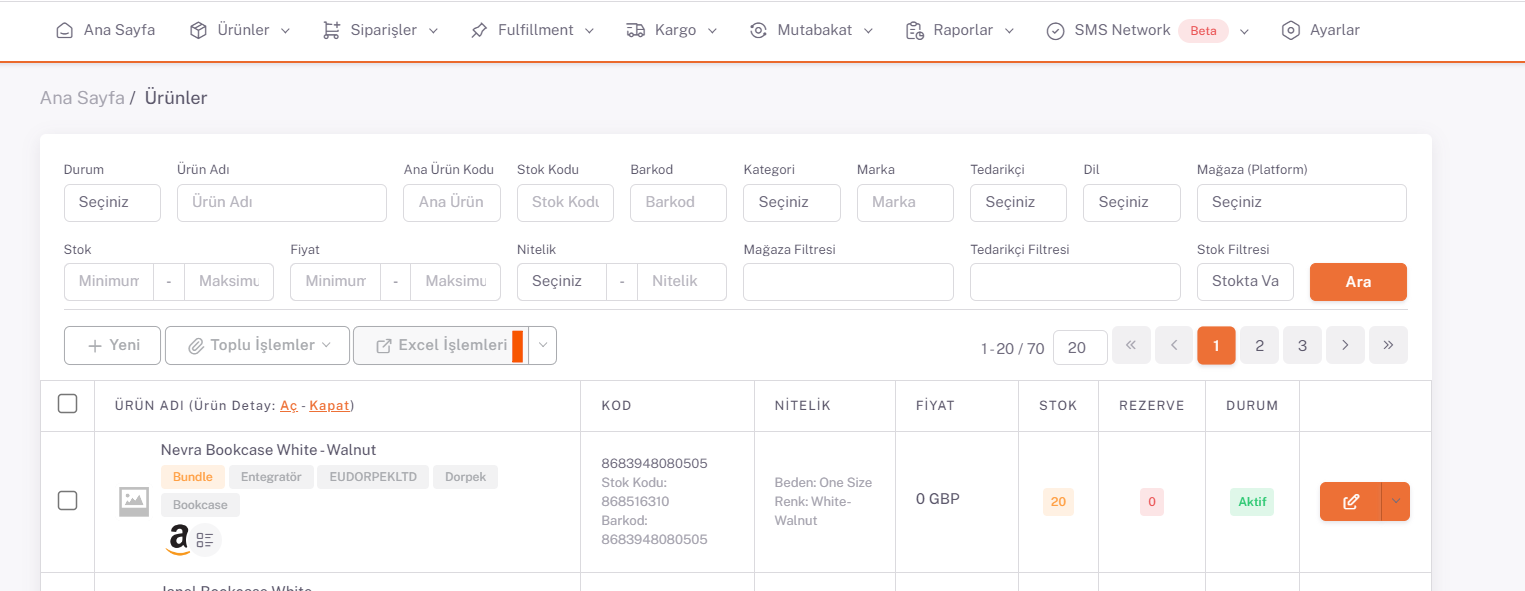 Ana Sayfa Ürünler Siparişler Fulfillment Kargo Mutabakat Raporlar SMS Network Beta Ayarlar
Ana Sayfa / Ürünler
Durum Ürün Adı Ana Ürün Kodu Stok Kodu Barkod Kategori Marka Tedarikçi Dil Mağaza (Platform)
Seçiniz Ürün Adı Ana Ürün Stok Kodu Barkod Seçiniz Marka Seçiniz Seçiniz Seçiniz
Stok Fiyat Nitelik Mağaza Filtresi Tedarikçi Filtresi Stok Filtresi
Minimum - Maksimu Minimum - Maksimu Seçiniz - Nitelik Stokta Va Ara
Yeni Toplu İşlemler Excel İşlemleri 1-20 / 70 20 « < 1 2 3 > »
ÜRÜN ADI (Ürün Detay: Aç - Kapat) KOD NİTELİK FİYAT STOK REZERVE DURUM
Nevra Bookcase White - Walnut
Bundle Entegratör EUDORPEKLTD Dorpek
Bookcase
8683948080505
Stok Kodu:
868516310
Barkod:
8683948080505
Beden: One Size
Renk: White-
Walnut
0 GBP
20
0
Aktif
Bookcase White